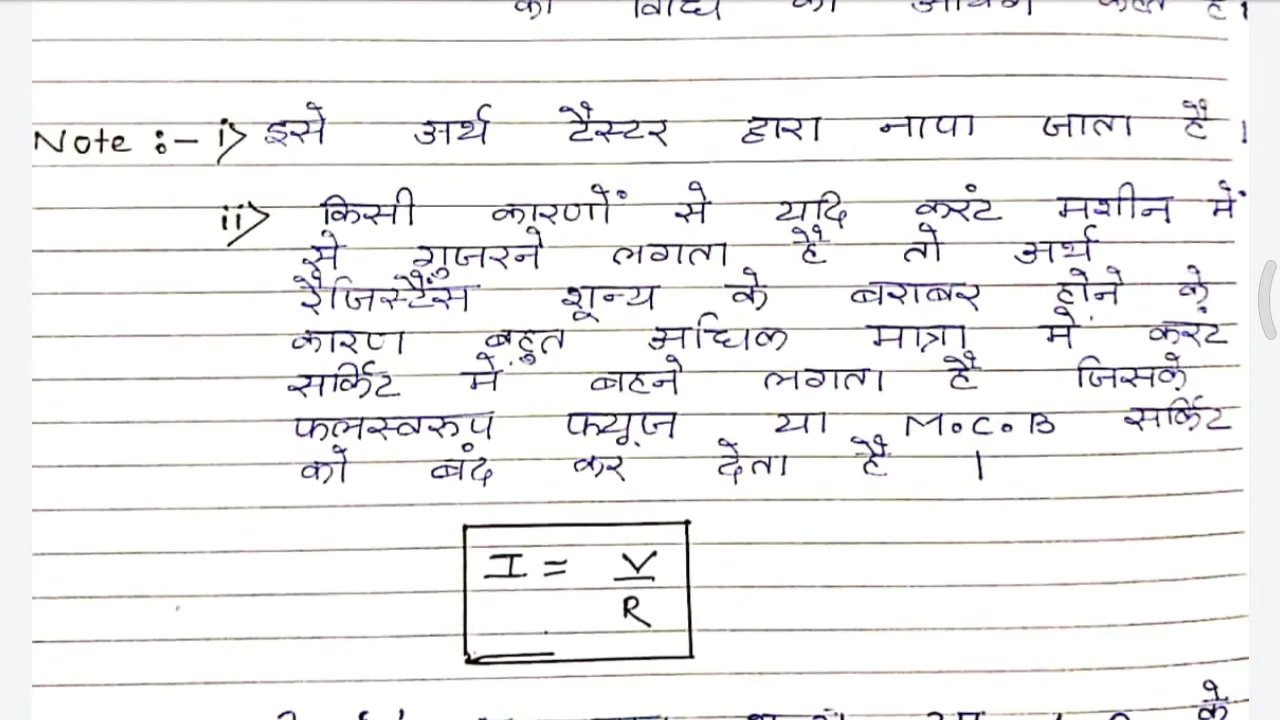 Note :- i> इसे अर्थ टैस्टर द्वारा नापा जाता है।
ii> किसी कारणों से यदि करंट मशीन में
से गुजरने लगता है तो अर्थ
रैजिस्टैंस शून्य के बराबर होने के
कारण बहुत अधिक मात्रा में करंट
सर्किट में बहने लगता है जिसके
फलस्वरुप फ्यूज या M.C.B सर्किट
को बंद कर देता है ।
I = V
R